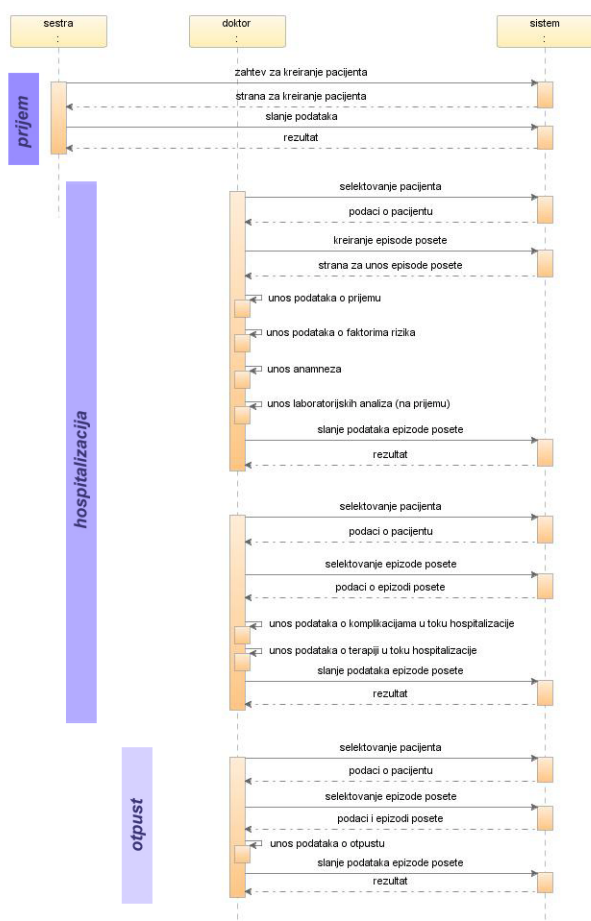 sestra
:
doktor
:
sistem
:
prijem
zahtev za kreiranje pacijenta
strana za kreiranje pacijenta
slanje podataka
rezultat
hospitalizacija
selektovanje pacijenta
podaci o pacijentu
kreiranje episode posete
strana za unos episode posete
unos podataka o prijemu
unos podataka o faktorima rizika
unos anamneza
unos laboratorijskih analiza (na prijemu)
slanje podataka epizode posete
rezultat
selektovanje pacijenta
podaci o pacijentu
selektovanje epizode posete
podaci o epizodi posete
unos podataka o komplikacijama u toku hospitalizacije
unos podataka o terapiji u toku hospitalizacije
slanje podataka epizode posete
rezultat
otpust
selektovanje pacijenta
podaci o pacijentu
selektovanje epizode posete
podaci i epizodi posete
unos podataka o otpustu
slanje podataka epizode posete
rezultat